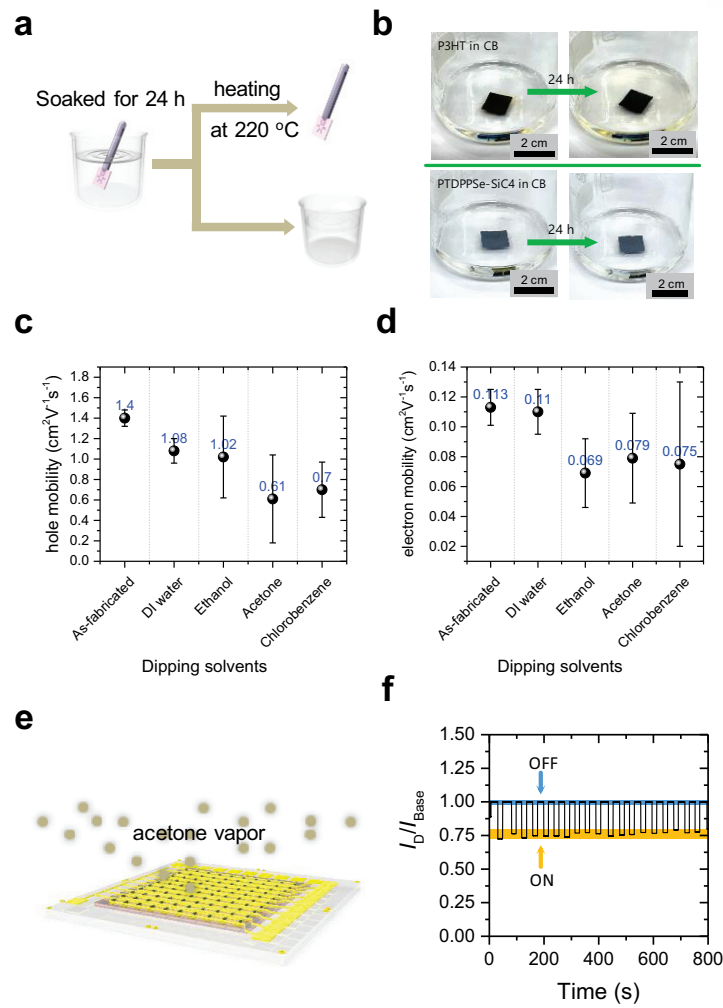 a
Soaked for 24 h
heating
at 220 °C
b
P3HT in CB
24 h
2 cm
2 cm
PTDPPSe-SiC4 in CB
24 h
2 cm
2 cm
c
hole mobility (cm²V⁻¹s⁻¹)
1.8
1.6
1.4
1.2
1.0
0.8
0.6
0.4
0.2
0.0
1.4
1.08
1.02
0.61
0.7
As-fabricated
DI water
Ethanol
Acetone
Chlorobenzene
Dipping solvents
d
electron mobility (cm²V⁻¹s⁻¹)
0.14
0.12
0.10
0.08
0.06
0.04
0.02
0.113
0.11
0.069
0.079
0.075
As-fabricated
DI water
Ethanol
Acetone
Chlorobenzene
Dipping solvents
e
acetone vapor
f
I_D/I_Base
1.50
1.25
1.00
0.75
0.50
0.25
0.00
OFF
ON
0 200 400 600 800
Time (s)